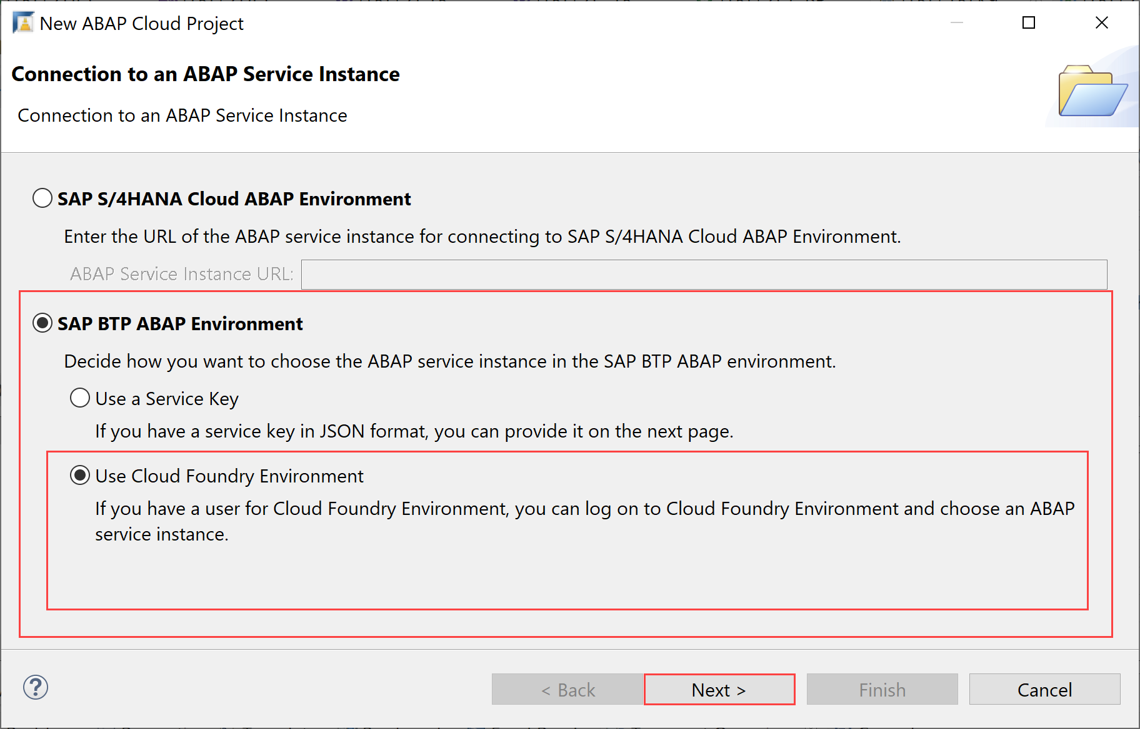 New ABAP Cloud Project
Connection to an ABAP Service Instance
Connection to an ABAP Service Instance
SAP S/4HANA Cloud ABAP Environment
Enter the URL of the ABAP service instance for connecting to SAP S/4HANA Cloud ABAP Environment.
ABAP Service Instance URL:
SAP BTP ABAP Environment
Decide how you want to choose the ABAP service instance in the SAP BTP ABAP environment.
Use a Service Key
If you have a service key in JSON format, you can provide it on the next page.
Use Cloud Foundry Environment
If you have a user for Cloud Foundry Environment, you can log on to Cloud Foundry Environment and choose an ABAP
service instance.
?
< Back
Next >
Finish
Cancel